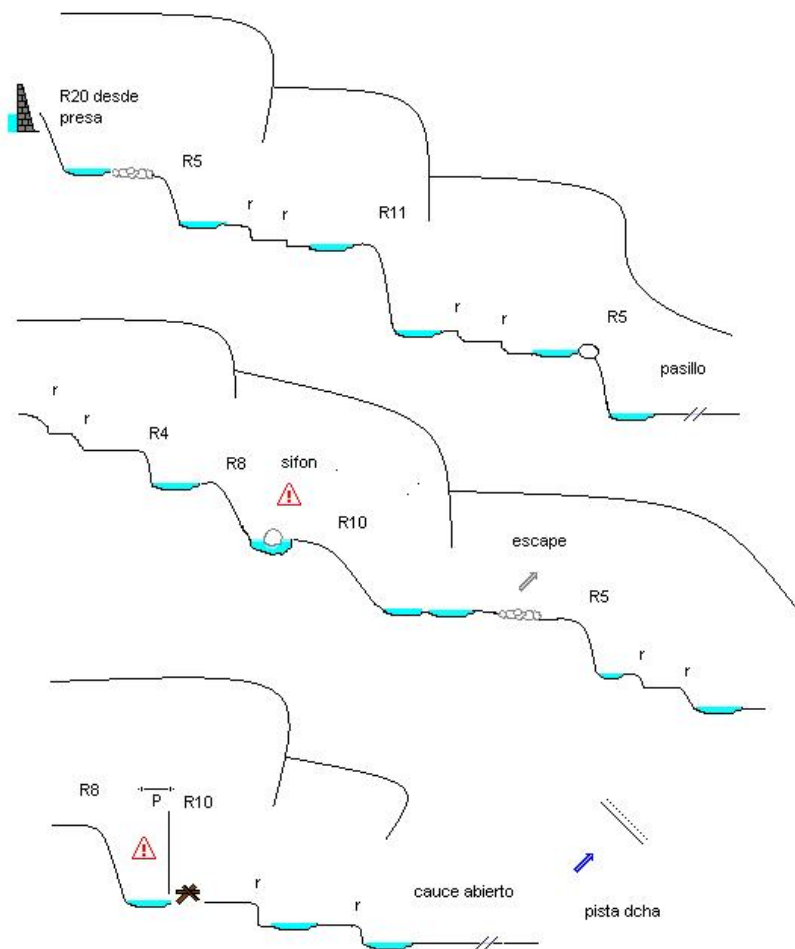 R20 desde
presa
R5
r r
R11
r r
R5
pasillo
r
r
R4
R8
sifon
R10
escape
R5
r
r
R8
P
R10
r
r
cauce abierto
pista dcha